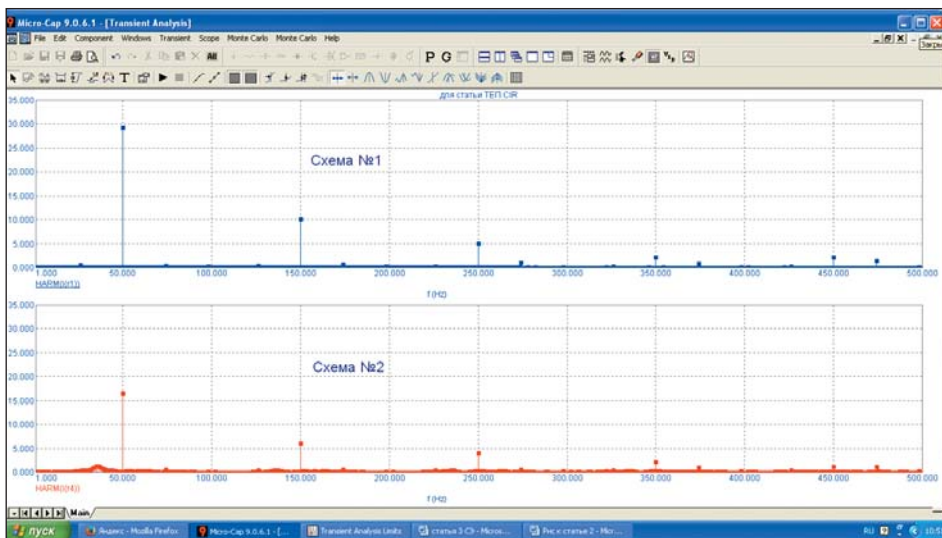 Micro-Cap 9.0.6.1 - [Transient Analysis]
File Edit Component Windows Transient Scope Monte Carlo Monte Carlo Help
P G
T
для статьи ТЕП.CIR
35.000
30.000
25.000
20.000
15.000
10.000
5.000
0.000
Схема №1
1.000 50.000 100.000 150.000 200.000 250.000 300.000 350.000 400.000 450.000 500.000
f (Hz)
35.000
30.000
25.000
20.000
15.000
10.000
5.000
0.000
Схема №2
1.000 50.000 100.000 150.000 200.000 250.000 300.000 350.000 400.000 450.000 500.000
f (Hz)
Main
пуск Яндекс - Mozilla Firefox Micro-Cap 9.0.6.1 - [... Transient Analysis Limits Рис к статье 2 - Micr... RU